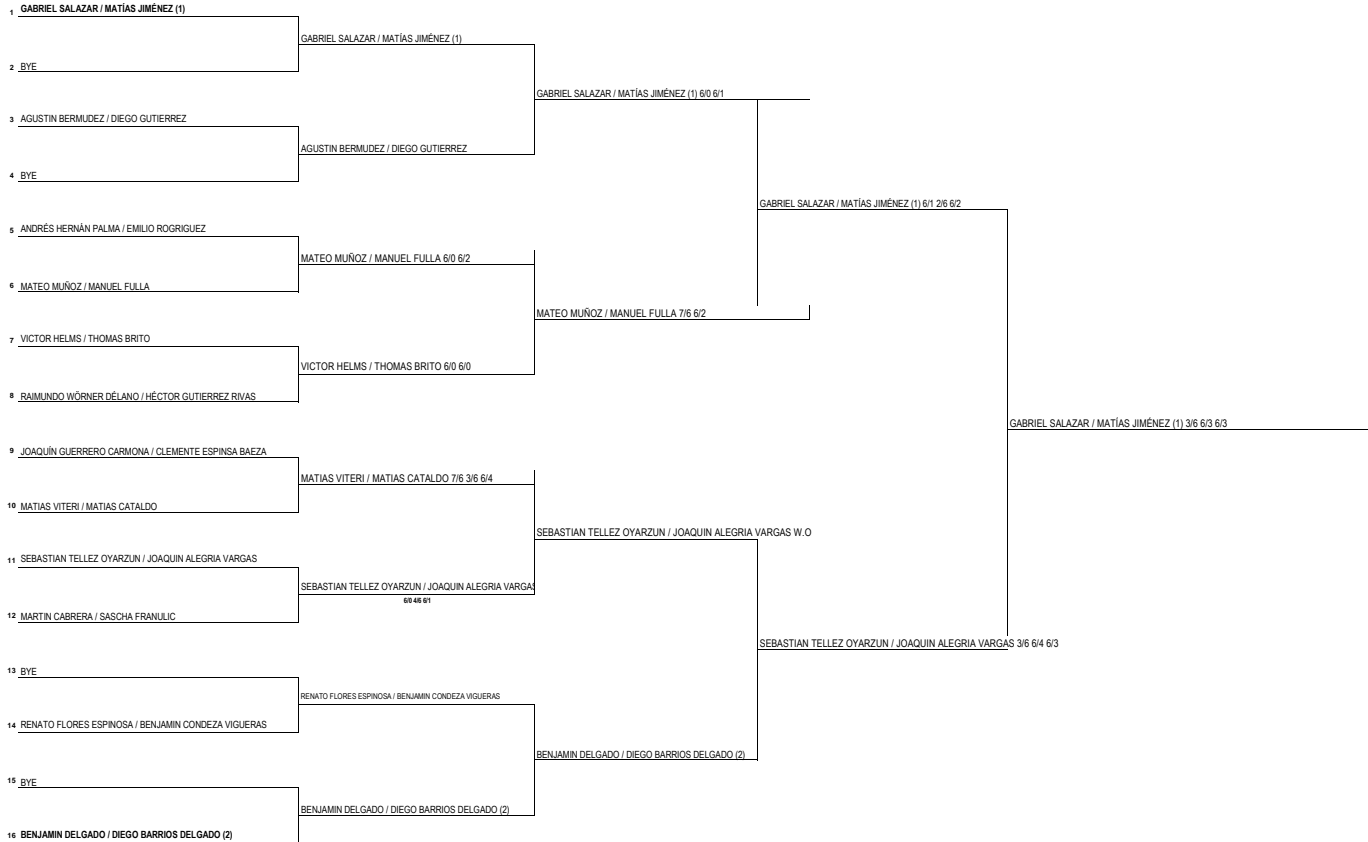 1 GABRIEL SALAZAR / MATÍAS JIMÉNEZ (1)
GABRIEL SALAZAR / MATÍAS JIMÉNEZ (1)
2 BYE
GABRIEL SALAZAR / MATÍAS JIMÉNEZ (1) 6/0 6/1
3 AGUSTIN BERMUDEZ / DIEGO GUTIERREZ
AGUSTIN BERMUDEZ / DIEGO GUTIERREZ
4 BYE
GABRIEL SALAZAR / MATÍAS JIMÉNEZ (1) 6/1 2/6 6/2
5 ANDRÉS HERNÁN PALMA / EMILIO ROGRIGUEZ
MATEO MUÑOZ / MANUEL FULLA 6/0 6/2
6 MATEO MUÑOZ / MANUEL FULLA
MATEO MUÑOZ / MANUEL FULLA 7/6 6/2
7 VICTOR HELMS / THOMAS BRITO
VICTOR HELMS / THOMAS BRITO 6/0 6/0
8 RAIMUNDO WÖRNER DÉLANO / HÉCTOR GUTIERREZ RIVAS
GABRIEL SALAZAR / MATÍAS JIMÉNEZ (1) 3/6 6/3 6/3
9 JOAQUÍN GUERRERO CARMONA / CLEMENTE ESPINSA BAEZA
MATIAS VITERI / MATIAS CATALDO 7/6 3/6 6/4
10 MATIAS VITERI / MATIAS CATALDO
SEBASTIAN TELLEZ OYARZUN / JOAQUIN ALEGRIA VARGAS W.O
11 SEBASTIAN TELLEZ OYARZUN / JOAQUIN ALEGRIA VARGAS
SEBASTIAN TELLEZ OYARZUN / JOAQUIN ALEGRIA VARGAS
6/0 4/6 6/1
12 MARTIN CABRERA / SASCHA FRANULIC
SEBASTIAN TELLEZ OYARZUN / JOAQUIN ALEGRIA VARGAS 3/6 6/4 6/3
13 BYE
RENATO FLORES ESPINOSA / BENJAMIN CONDEZA VIGUERAS
14 RENATO FLORES ESPINOSA / BENJAMIN CONDEZA VIGUERAS
BENJAMIN DELGADO / DIEGO BARRIOS DELGADO (2)
15 BYE
BENJAMIN DELGADO / DIEGO BARRIOS DELGADO (2)
16 BENJAMIN DELGADO / DIEGO BARRIOS DELGADO (2)